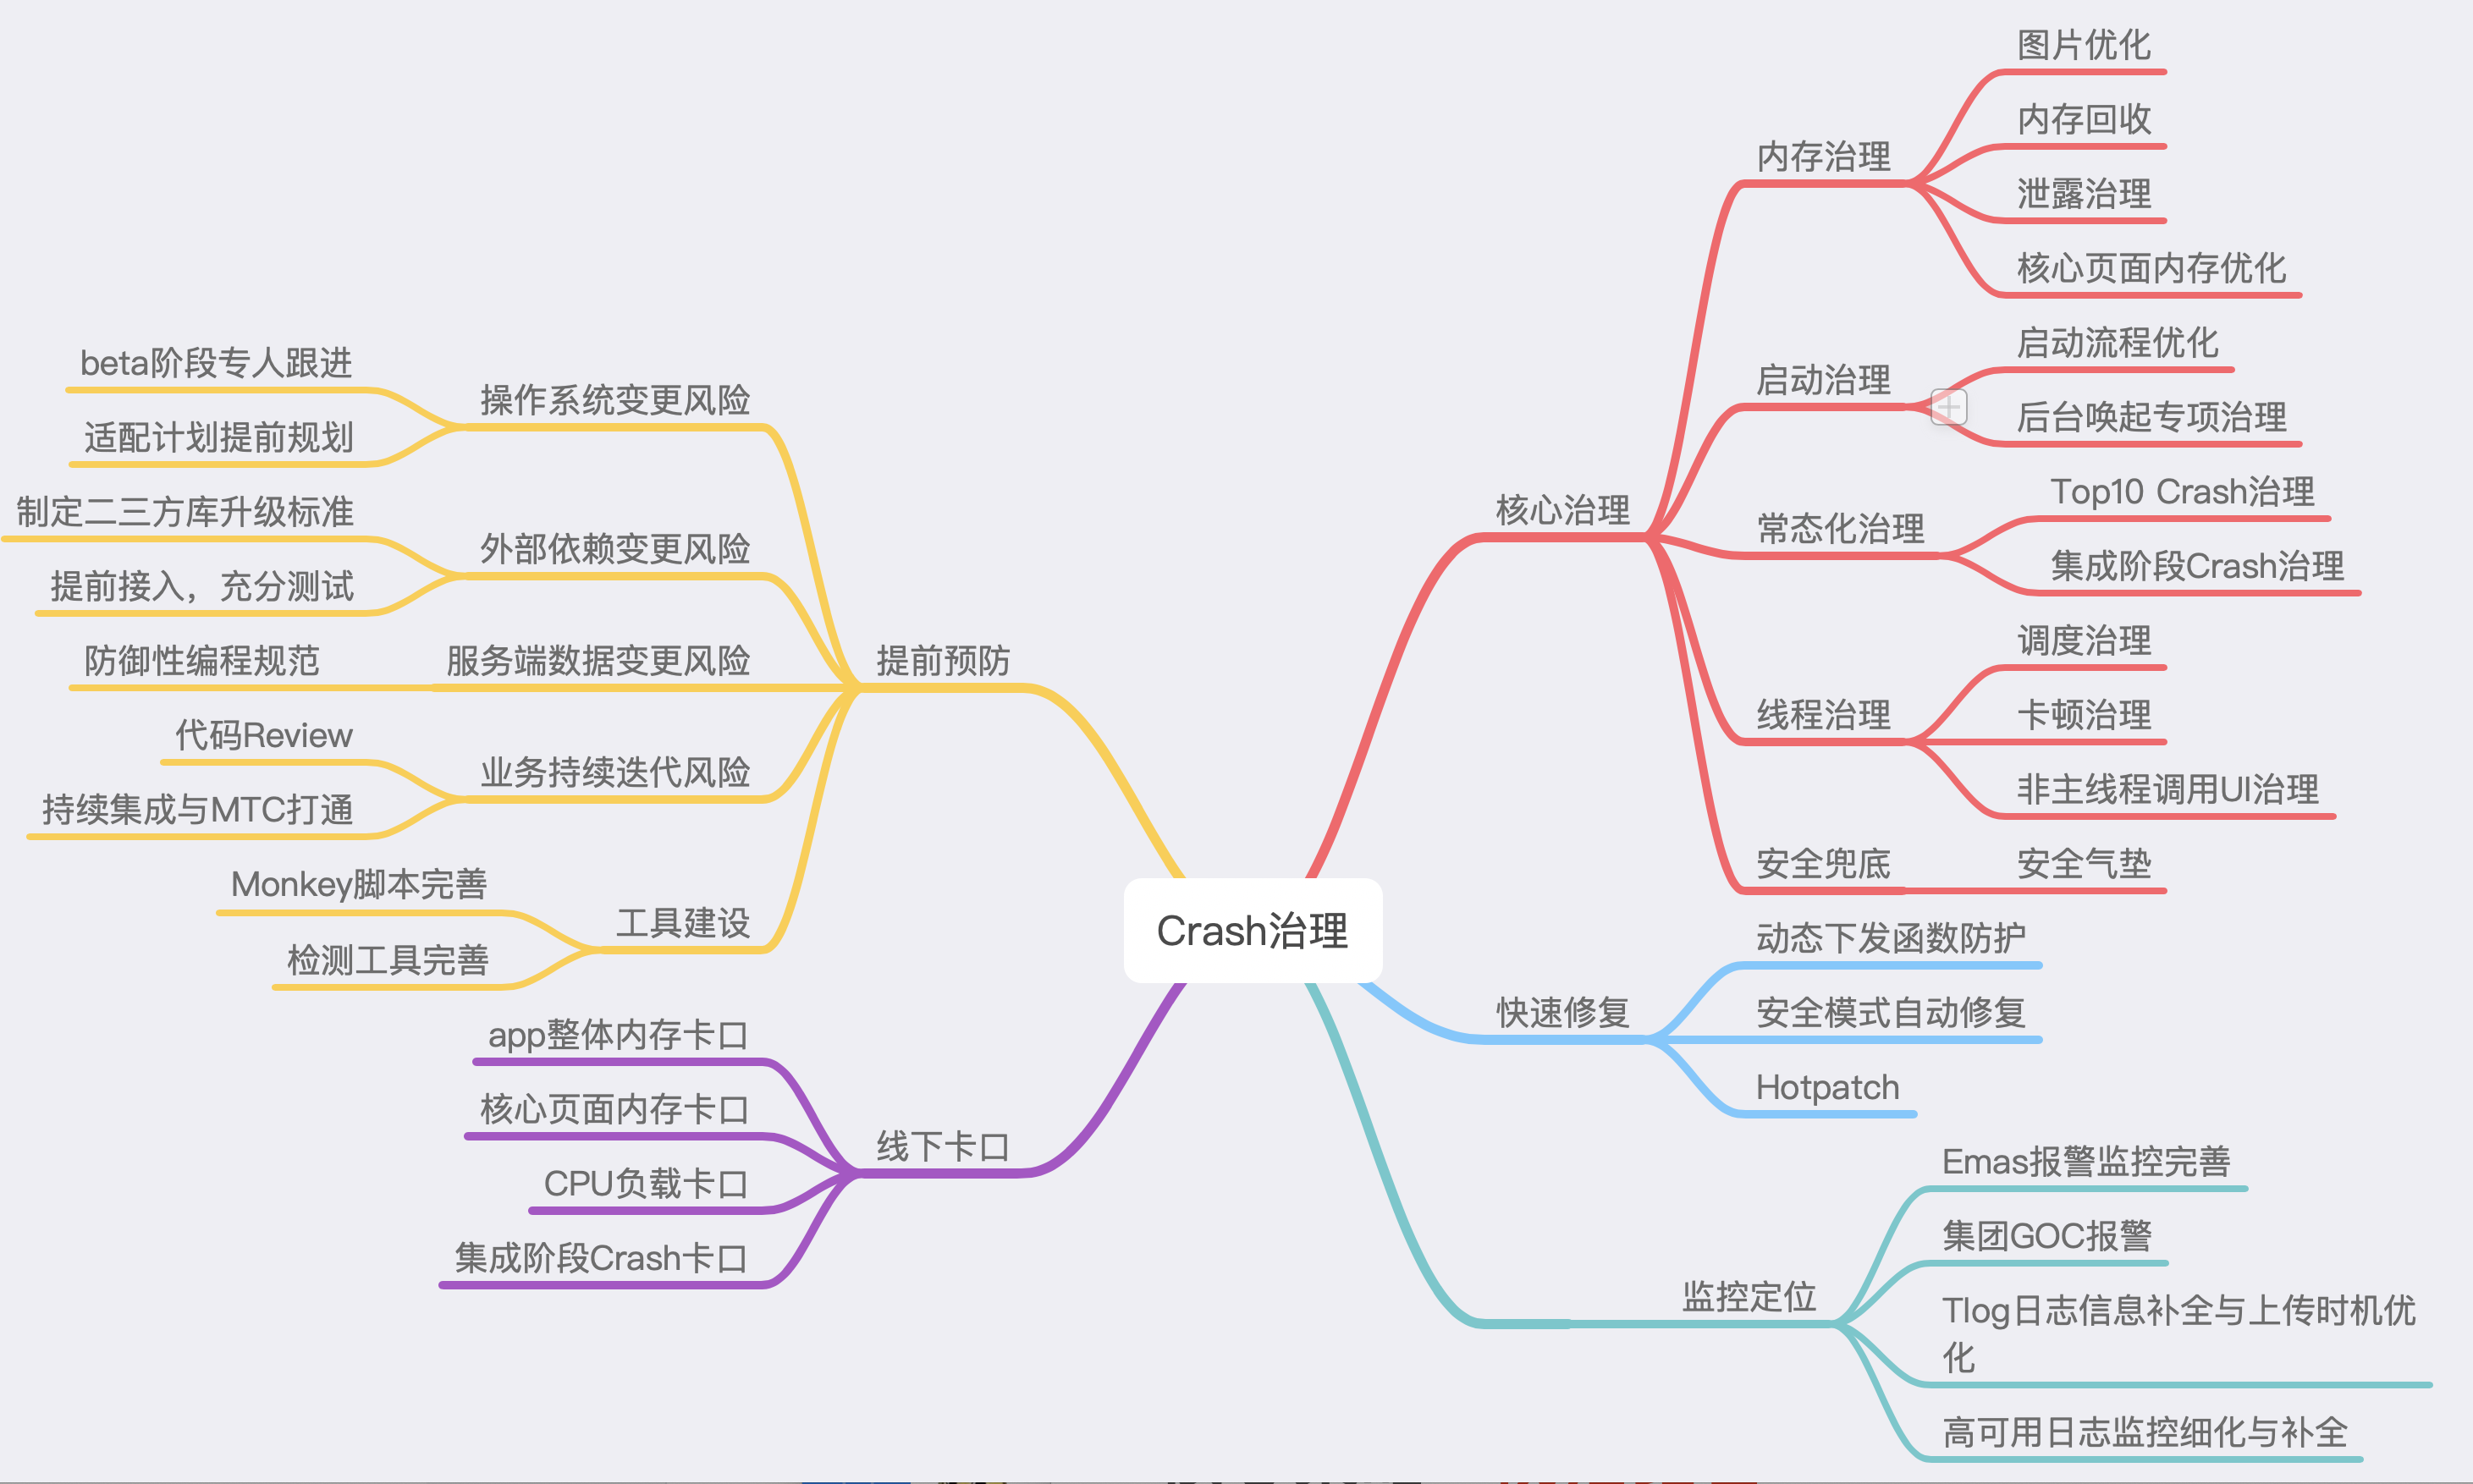 Crash治理
核心治理
内存治理
图片优化
内存回收
泄露治理
核心页面内存优化
启动治理
启动流程优化
后台唤起专项治理
常态化治理
Top10 Crash治理
集成阶段Crash治理
线程治理
调度治理
卡顿治理
非主线程调用UI治理
安全兜底
安全气垫
快速修复
动态下发函数防护
安全模式自动修复
Hotpatch
监控定位
Emas报警监控完善
集团GOC报警
Tlog日志信息补全与上传时机优
化
高可用日志监控细化与补全
提前预防
操作系统变更风险
beta阶段专人跟进
适配计划提前规划
外部依赖变更风险
制定二三方库升级标准
提前接入，充分测试
服务端数据变更风险
防御性编程规范
业务持续迭代风险
代码Review
持续集成与MTC打通
工具建设
Monkey脚本完善
检测工具完善
线下卡口
app整体内存卡口
核心页面内存卡口
CPU负载卡口
集成阶段Crash卡口